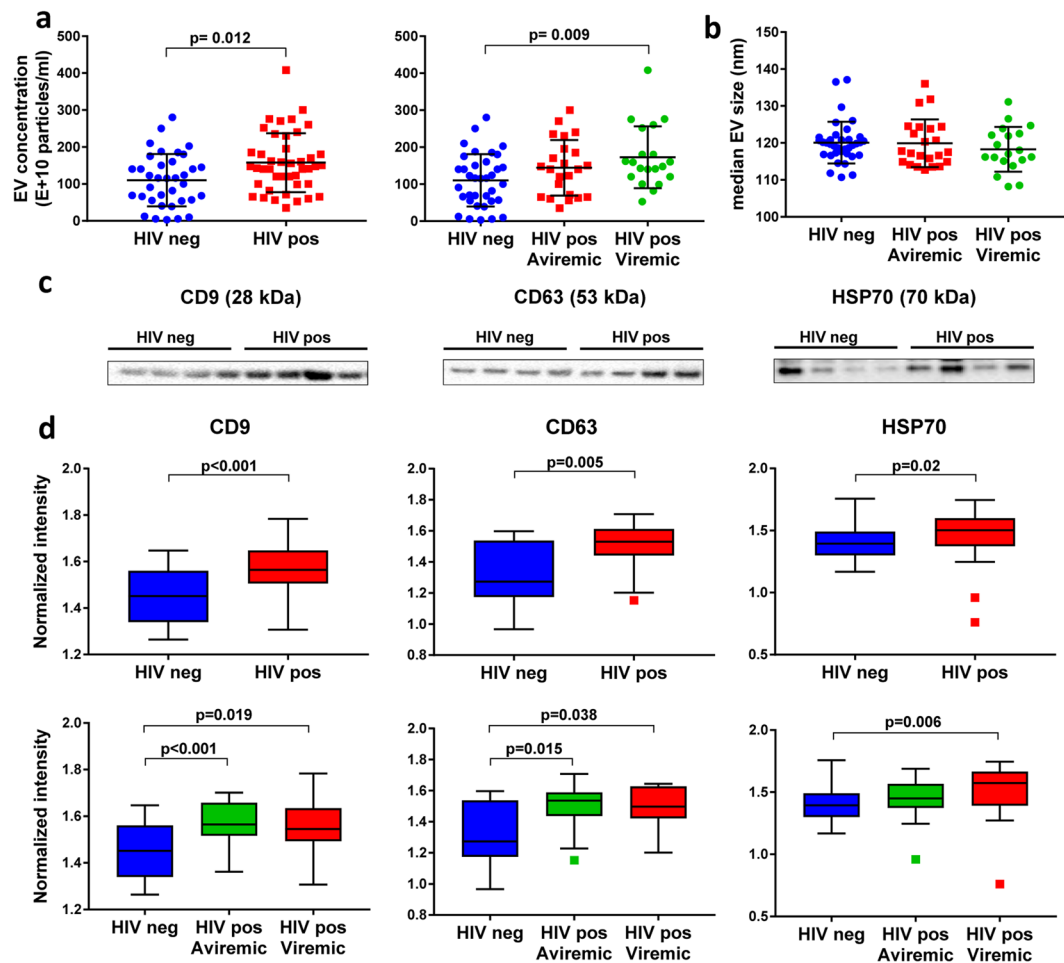 a
p= 0.012
EV concentration
(E+10 particles/ml)
500
400
300
200
100
0
HIV neg
HIV pos
p= 0.009
500
400
300
200
100
0
HIV neg
HIV pos
Aviremic
HIV pos
Viremic
b
median EV size (nm)
150
140
130
120
110
100
HIV neg
HIV pos
Aviremic
HIV pos
Viremic
c
CD9 (28 kDa)
HIV neg
HIV pos
CD63 (53 kDa)
HIV neg
HIV pos
HSP70 (70 kDa)
HIV neg
HIV pos
d
CD9
p<0.001
Normalized intensity
2.0
1.8
1.6
1.4
1.2
HIV neg
HIV pos
CD63
p=0.005
2.0
1.8
1.6
1.4
1.2
1.0
0.8
HIV neg
HIV pos
HSP70
p=0.02
2.0
1.5
1.0
0.5
HIV neg
HIV pos
p=0.019
p<0.001
Normalized intensity
2.0
1.8
1.6
1.4
1.2
HIV neg
HIV pos
Aviremic
HIV pos
Viremic
p=0.038
p=0.015
2.0
1.8
1.6
1.4
1.2
1.0
0.8
HIV neg
HIV pos
Aviremic
HIV pos
Viremic
p=0.006
2.0
1.5
1.0
0.5
HIV neg
HIV pos
Aviremic
HIV pos
Viremic